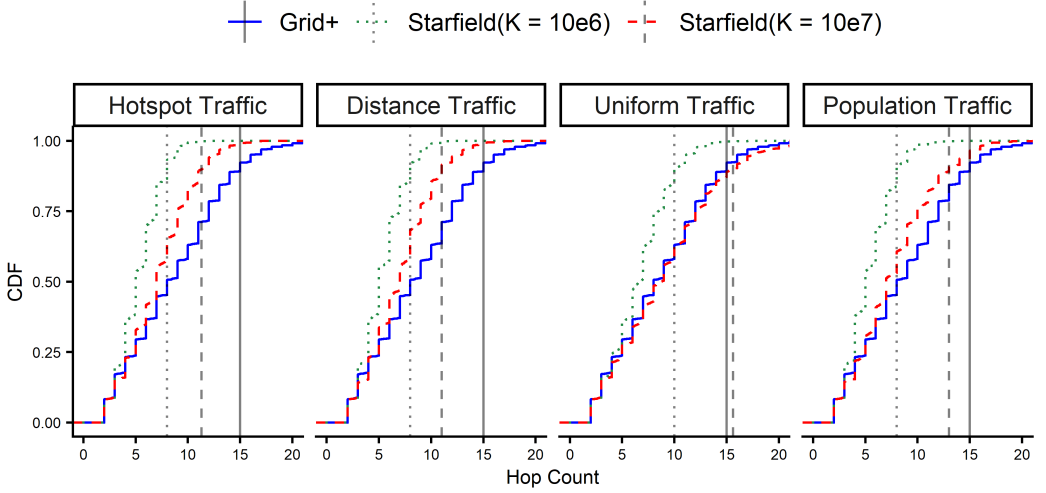 Grid+ Starfield(K = 10e6) Starfield(K = 10e7)
Hotspot Traffic Distance Traffic Uniform Traffic Population Traffic
1.00
0.75
0.50
0.25
0.00
CDF
0 5 10 15 20 0 5 10 15 20 0 5 10 15 20 0 5 10 15 20
Hop Count